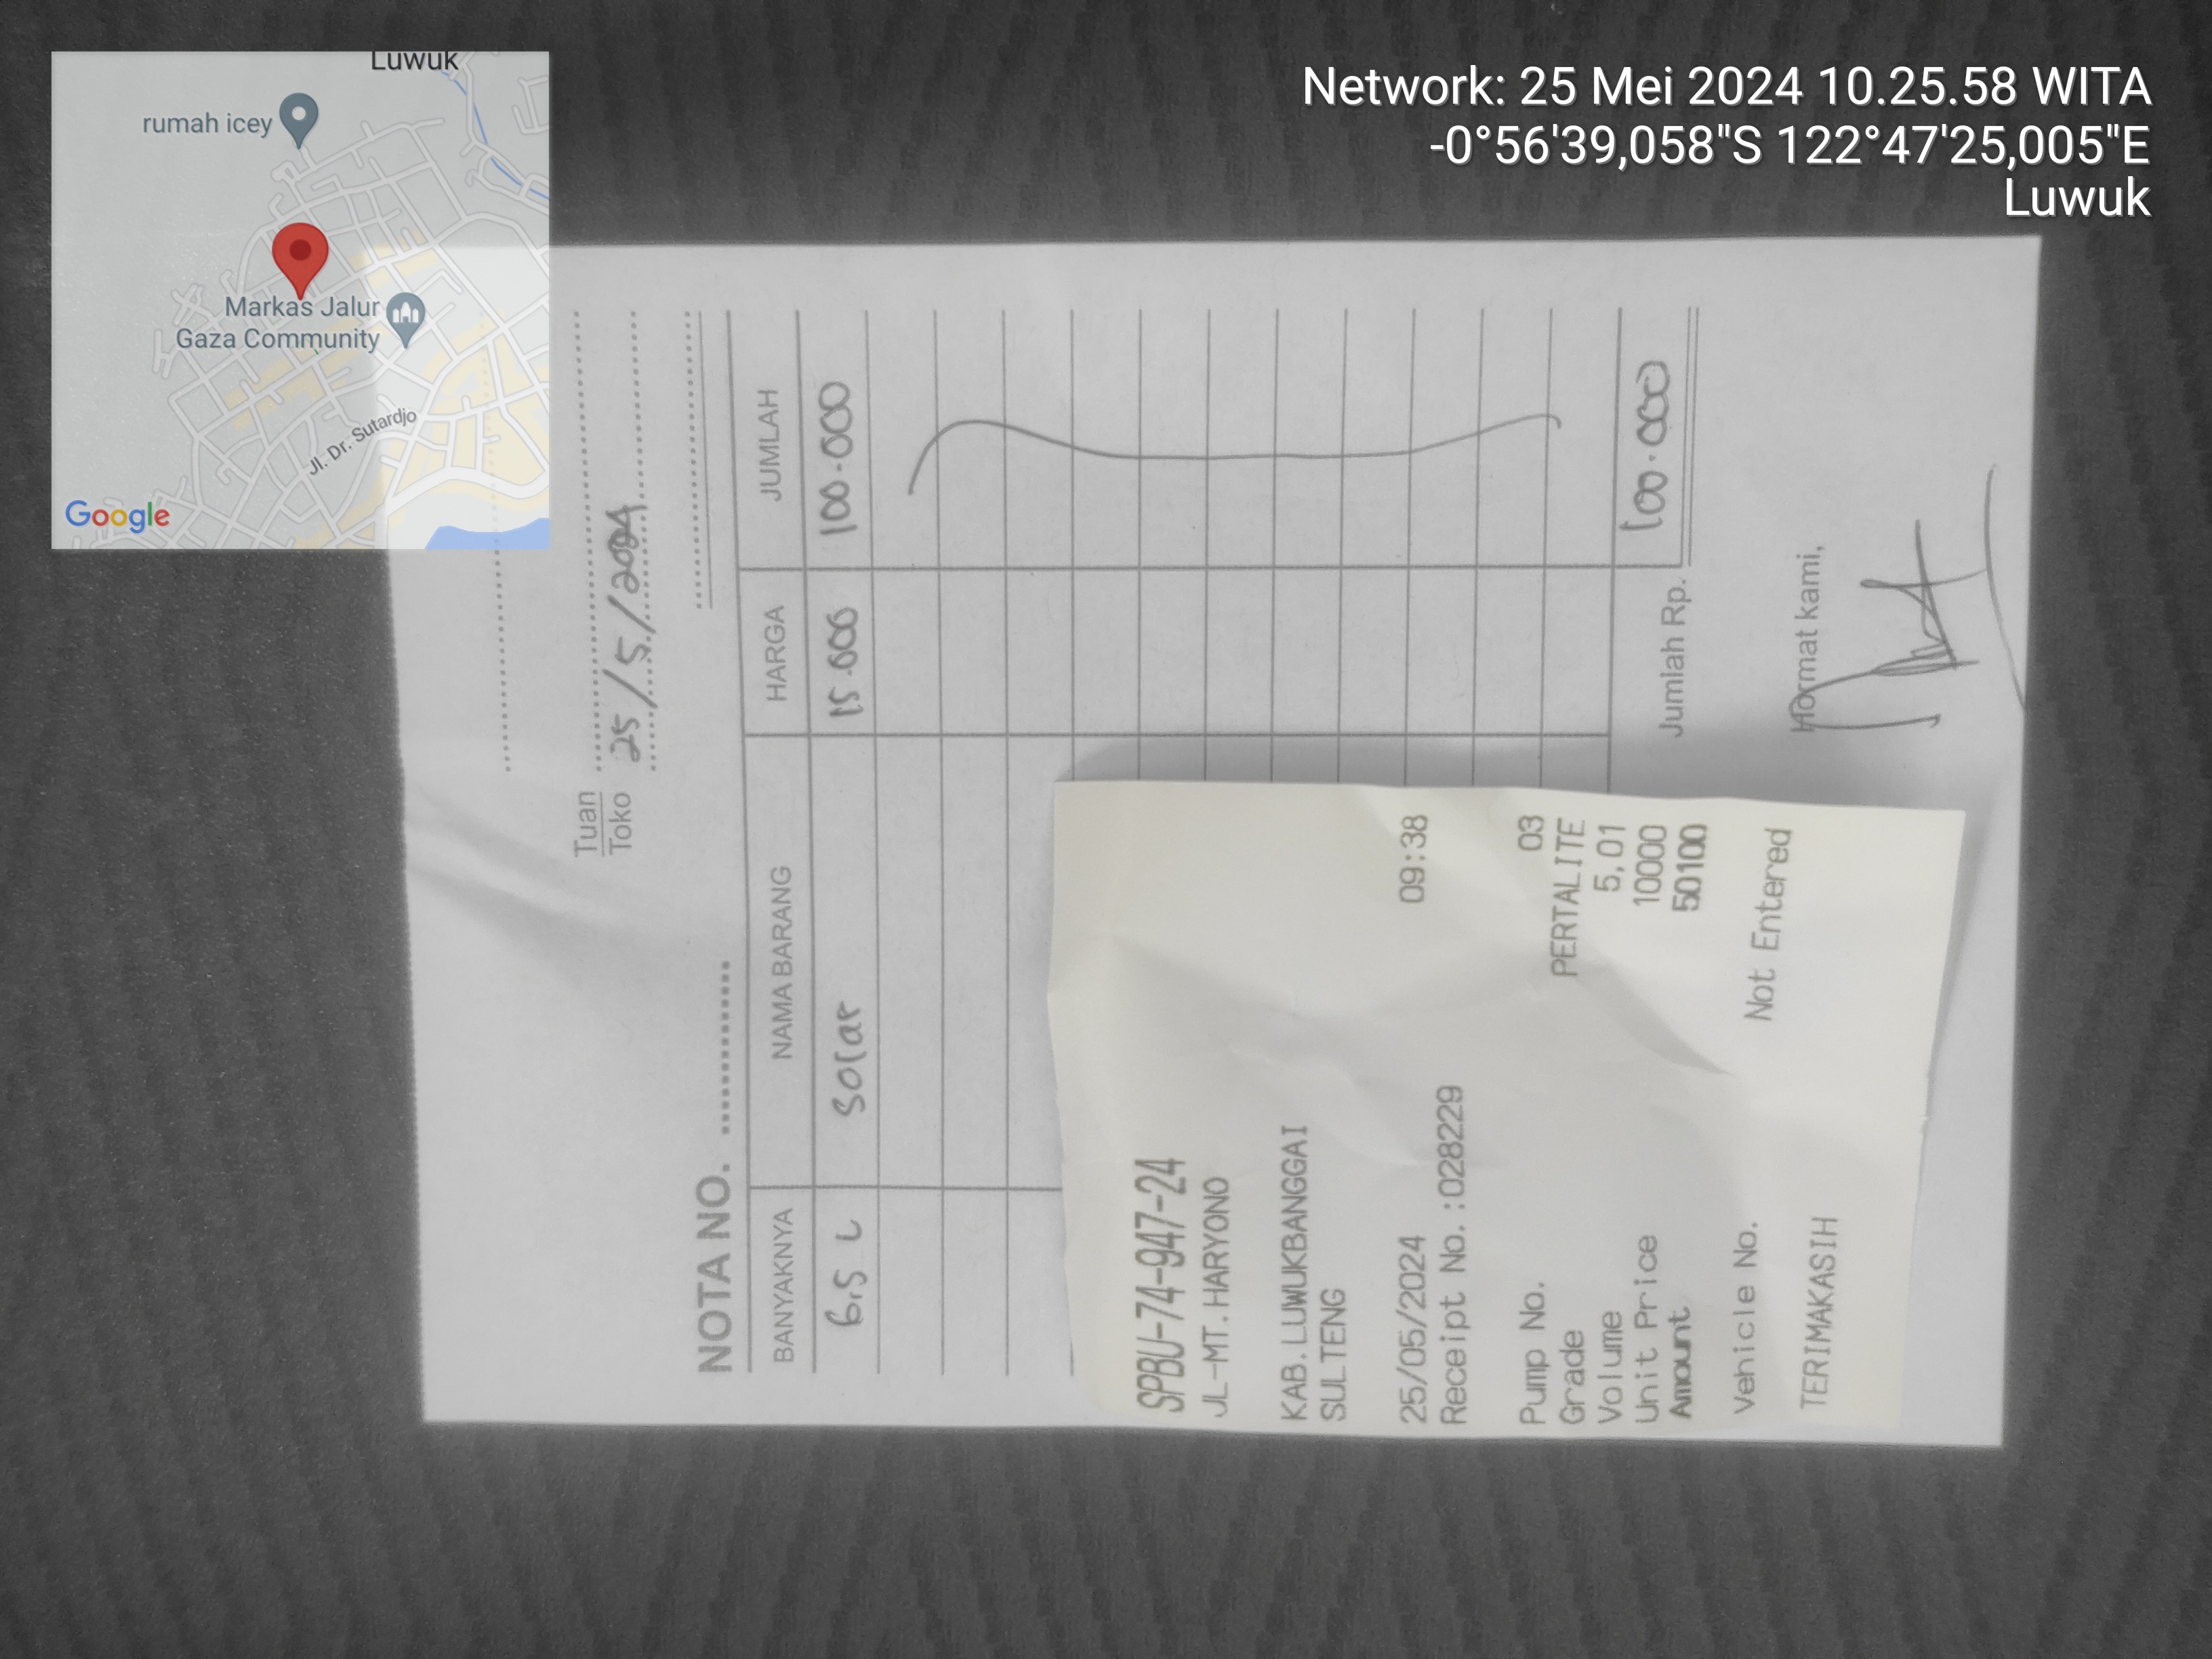 Luwuk
rumah icey
Markas Jalur
Gaza Community
Jl. Dr. Sutardjo
Google
Network: 25 Mei 2024 10.25.58 WITA
-0°56'39,058"S 122°47'25,005"E
Luwuk
Tuan
Toko 25/5/2024
NOTA NO.
BANYAKNYA NAMA BARANG HARGA JUMLAH
6.5 L Solar 15.000 100.000
Jumlah Rp. 100.000
Hormat kami,
SPBU-74-947-24
JL-MT.HARYONO
KAB.LUWUKBANGGAI
SULTENG
25/05/2024 09:38
Receipt No.:028229
Pump No. 03
Grade PERTALITE
Volume 5,01
Unit Price 10000
Amount 50100
Vehicle No. Not Entered
TERIMAKASIH